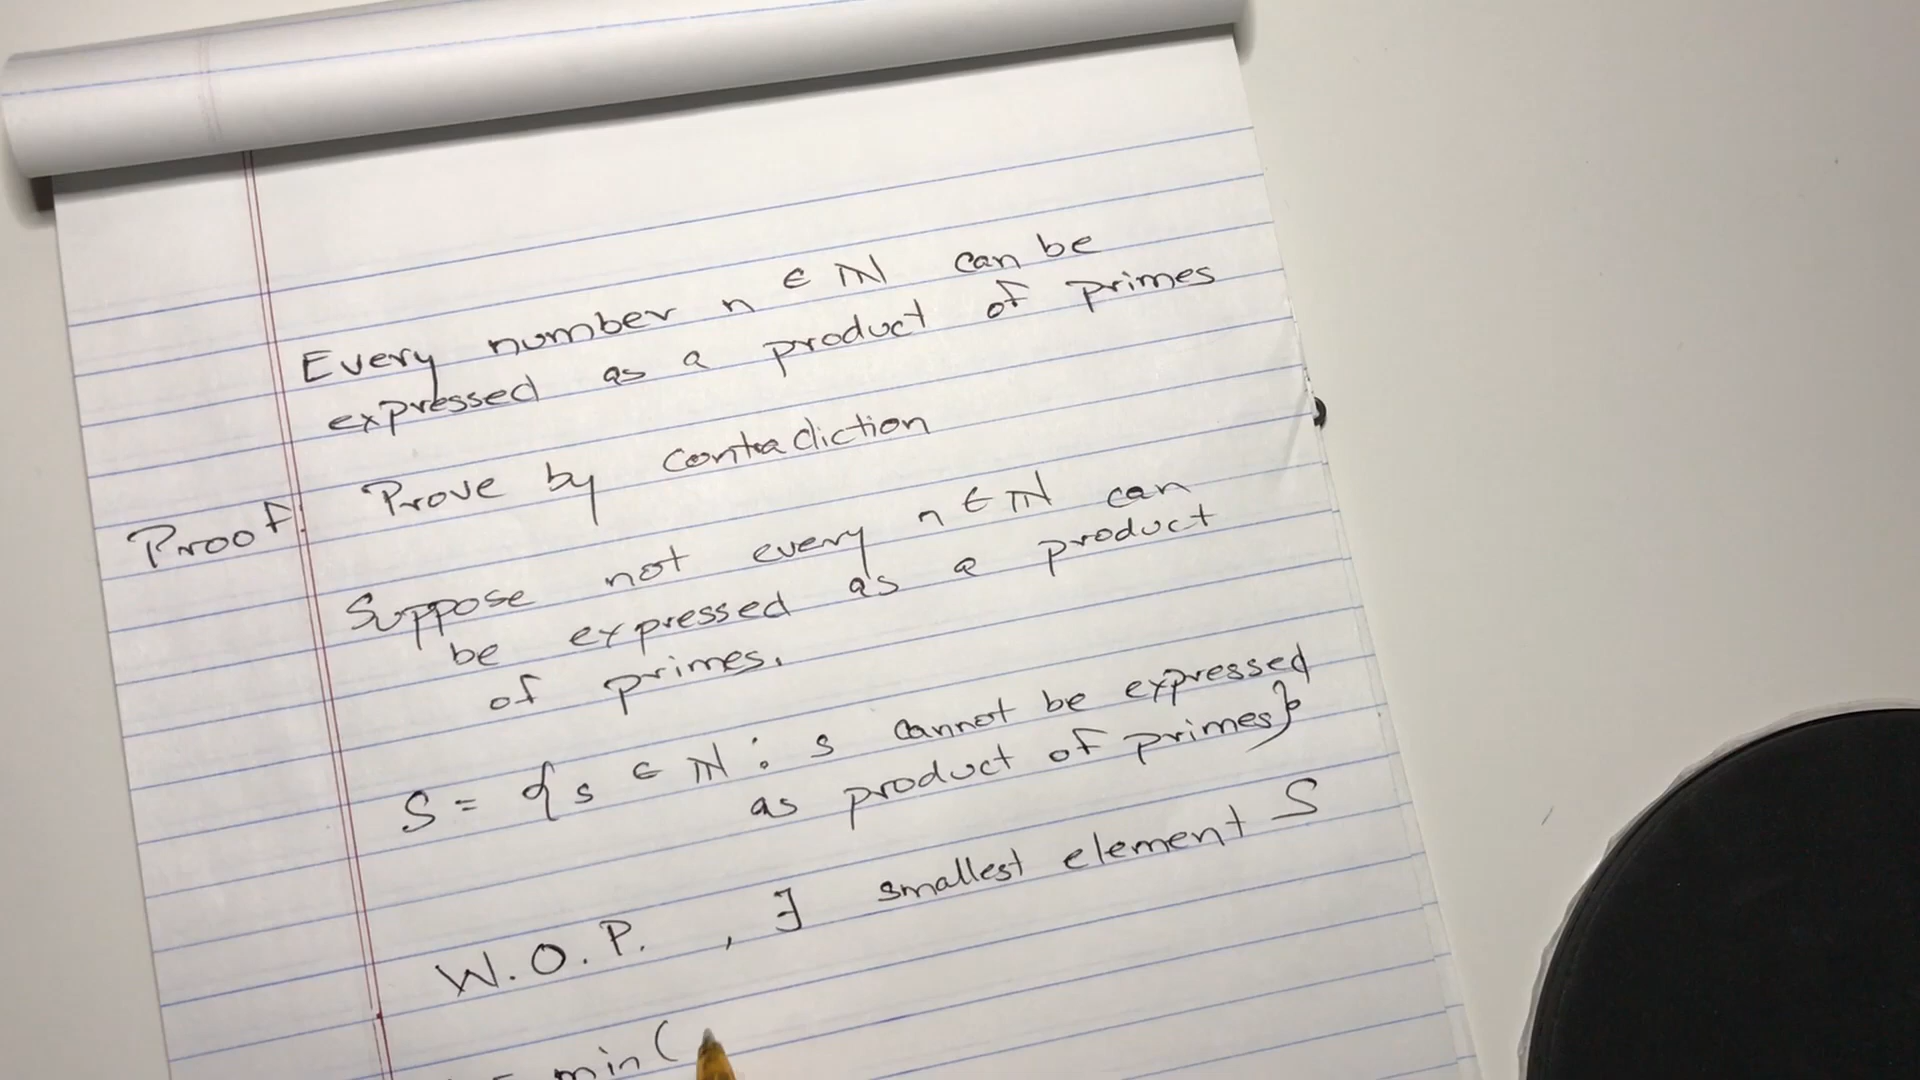 Every number n ∈ ℕ can be
expressed as a product of primes
Proof: Prove by contradiction
Suppose not every n ∈ ℕ can
be expressed as a product
of primes.
S = {s ∈ ℕ : s cannot be expressed
as product of primes}
W.O.P. , ∃ smallest element S
= min(